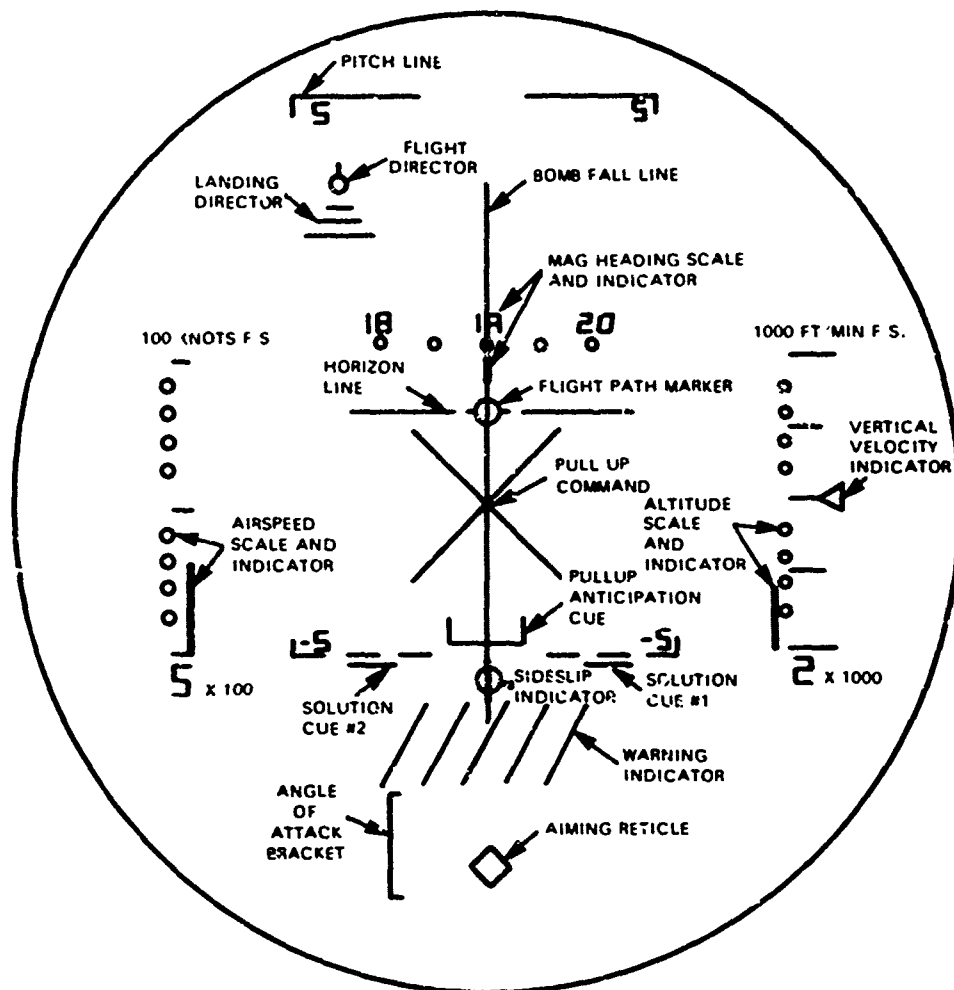 PITCH LINE
5 5
FLIGHT
DIRECTOR
LANDING
DIRECTOR
BOMB FALL LINE
MAG HEADING SCALE
AND INDICATOR
18 19 20
100 KNOTS F S
1000 FT/MIN F S.
HORIZON
LINE
FLIGHT PATH MARKER
VERTICAL
VELOCITY
INDICATOR
PULL UP
COMMAND
AIRSPEED
SCALE AND
INDICATOR
ALTITUDE
SCALE
AND
INDICATOR
PULLUP
ANTICIPATION
CUE
-5 -5
5 X 100
2 X 1000
SOLUTION
CUE #2
SIDESLIP
INDICATOR
SOLUTION
CUE #1
WARNING
INDICATOR
ANGLE
OF
ATTACK
BRACKET
AIMING RETICLE